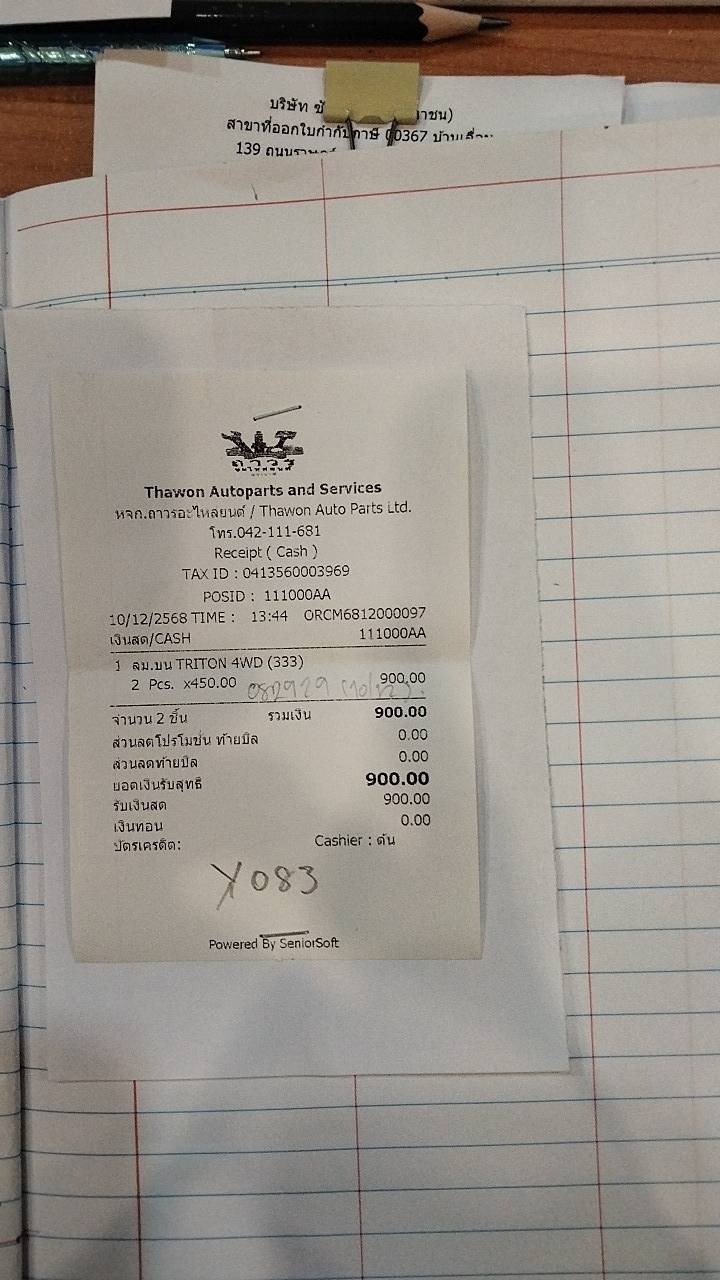 บริษัท ซั าชน)
สาขาที่ออกใบกำกับภาษี 00367
139
ถาวร
Thawon Autoparts and Services
หจก.ถาวรอะไหล่ยนต์ / Thawon Auto Parts Ltd.
โทร.042-111-681
Receipt ( Cash )
TAX ID : 0413560003969
POSID : 111000AA
10/12/2568 TIME : 13:44 ORCM6812000097
เงินสด/CASH 111000AA
1 ลม.บน TRITON 4WD (333)
2 Pcs. x450.00 900.00
จำนวน 2 ชิ้น รวมเงิน 900.00
ส่วนลดโปรโมชั่น ท้ายบิล 0.00
ส่วนลดท้ายบิล 0.00
ยอดเงินรับสุทธิ 900.00
รับเงินสด 900.00
เงินทอน 0.00
บัตรเครดิต: Cashier : ต้น
Y083
Powered By SeniorSoft